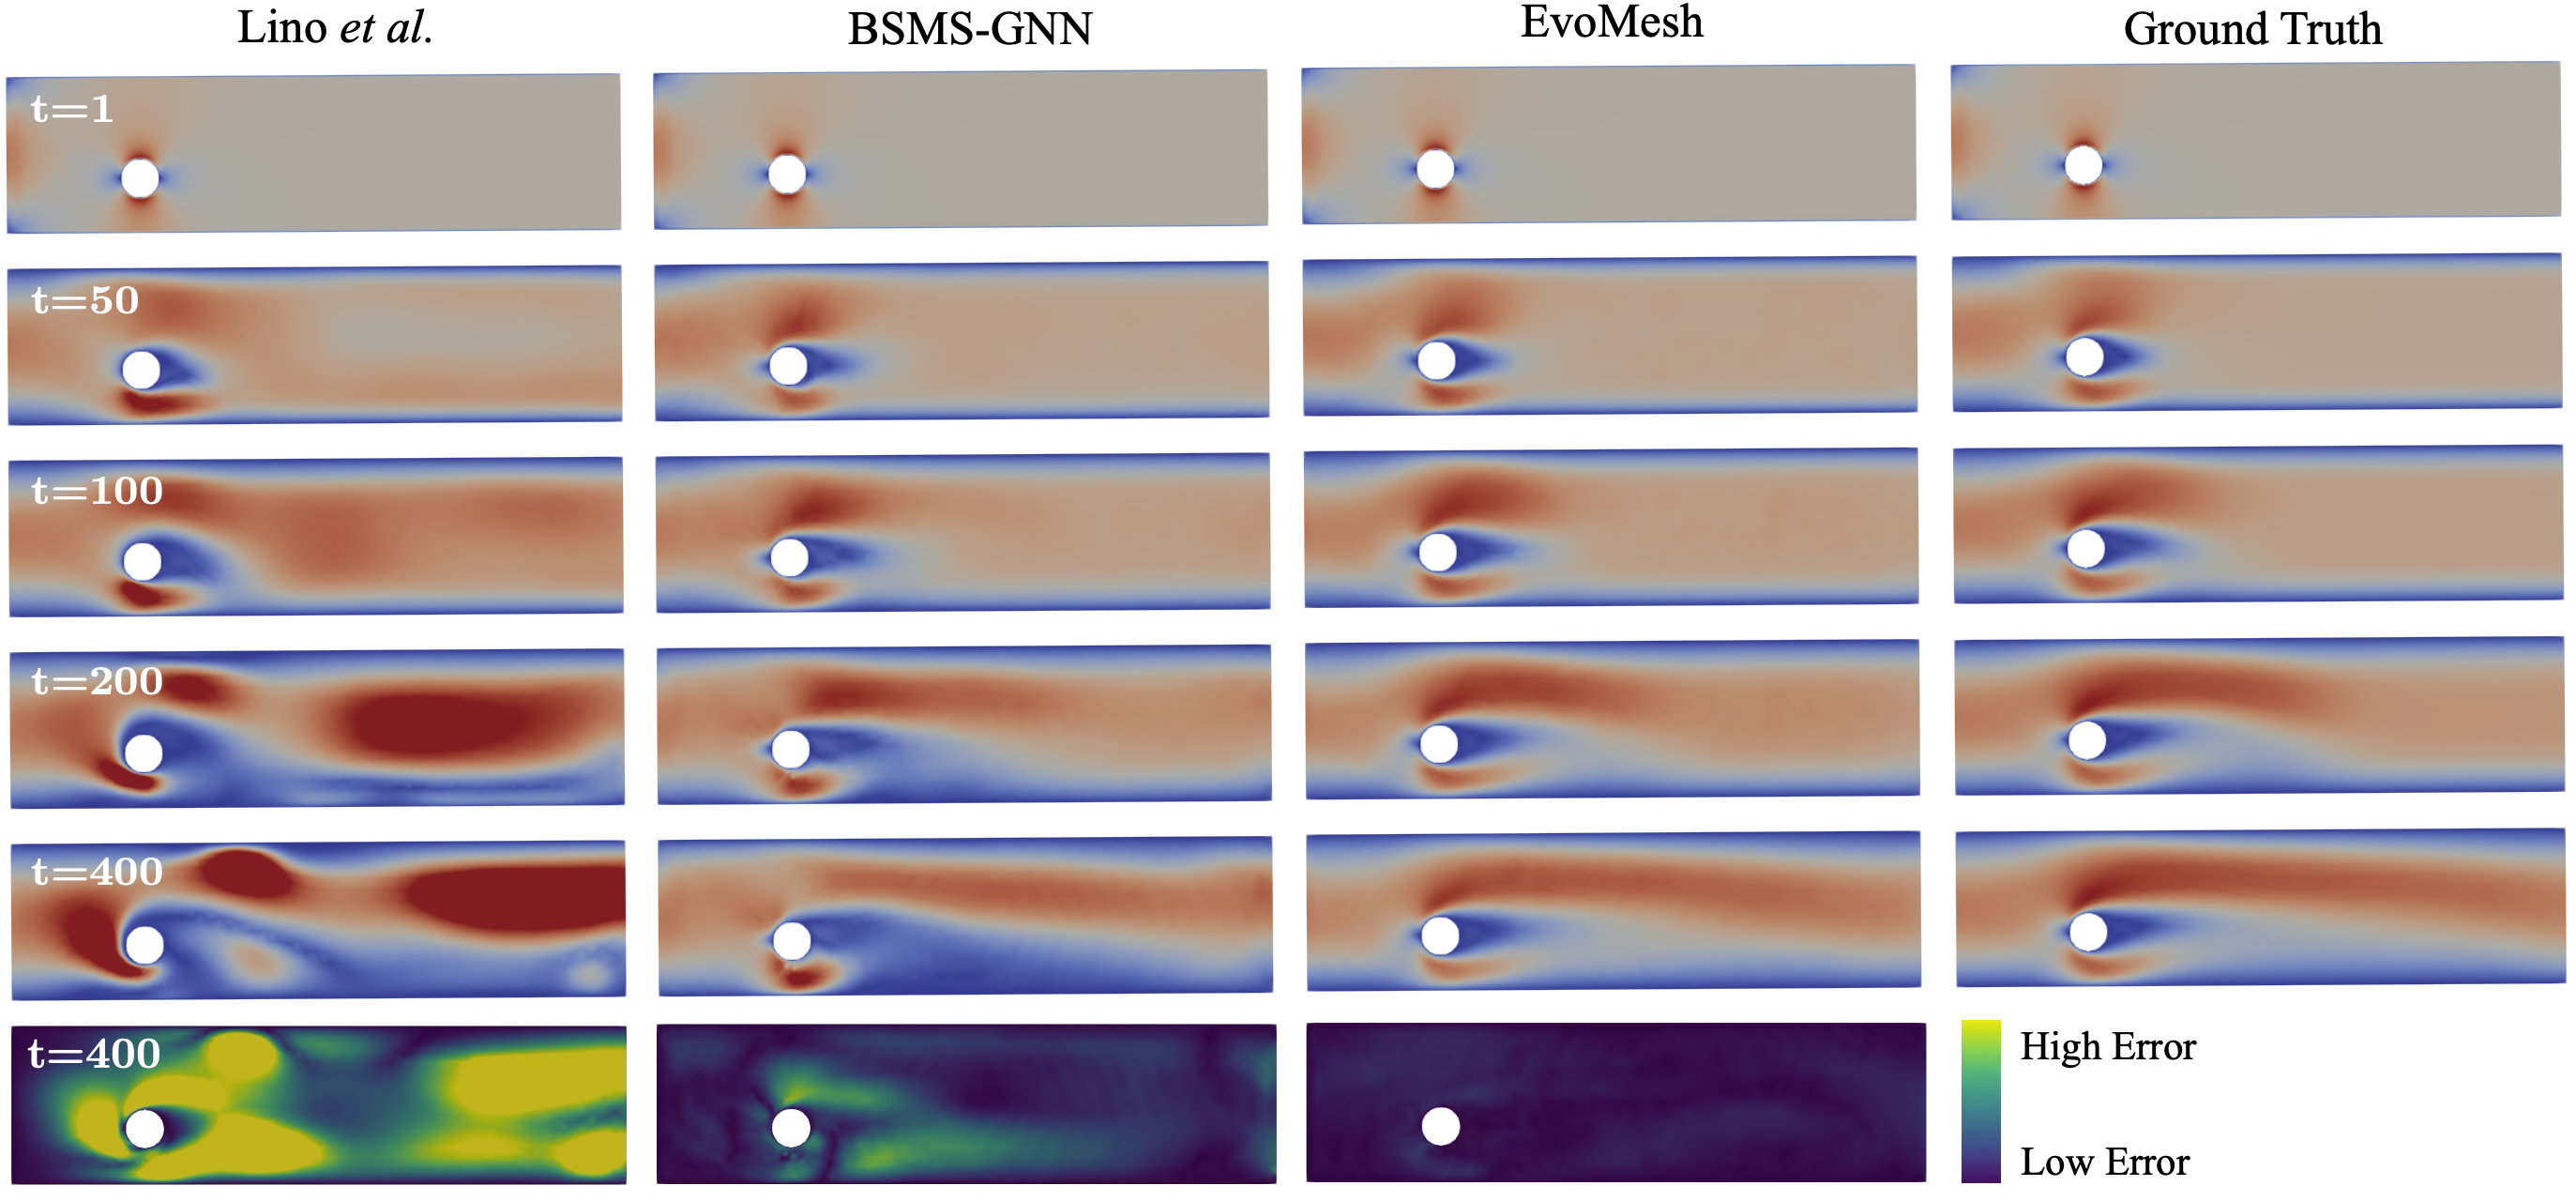 Lino et al.
BSMS-GNN
EvoMesh
Ground Truth
t=1
t=50
t=100
t=200
t=400
t=400
High Error
Low Error